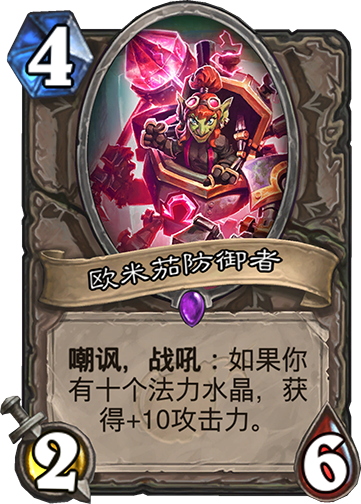 4
欧米茄防御者
嘲讽，战吼：如果你
有十个法力水晶，获
得+10攻击力。
2
6